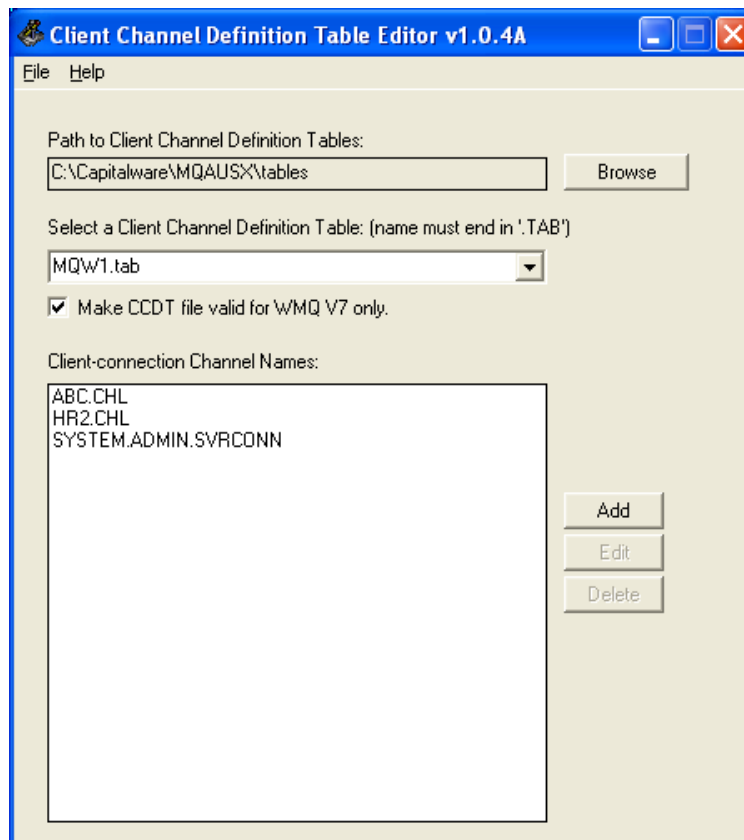 Client Channel Definition Table Editor v1.0.4A
File Help
Path to Client Channel Definition Tables:
C:\Capitalware\MQAUSX\tables
Browse
Select a Client Channel Definition Table: (name must end in '.TAB')
MQW1.tab
Make CCDT file valid for WMQ V7 only.
Client-connection Channel Names:
ABC.CHL
HR2.CHL
SYSTEM.ADMIN.SVRCONN
Add
Edit
Delete